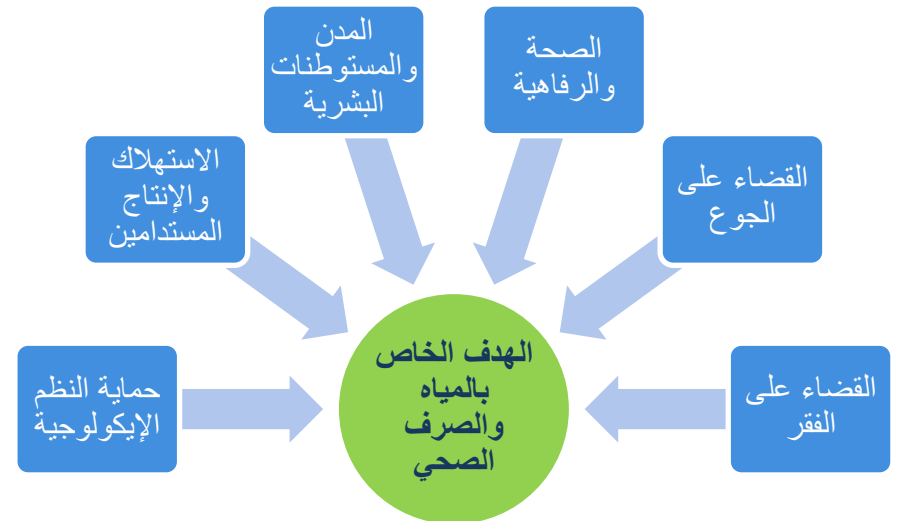 المدن
والمستوطنات
البشرية
الصحة
والرفاهية
الاستهلاك
والإنتاج
المستدامين
القضاء على
الجوع
حماية النظم
الإيكولوجية
الهدف الخاص
بالمياه
والصرف
الصحي
القضاء على
الفقر